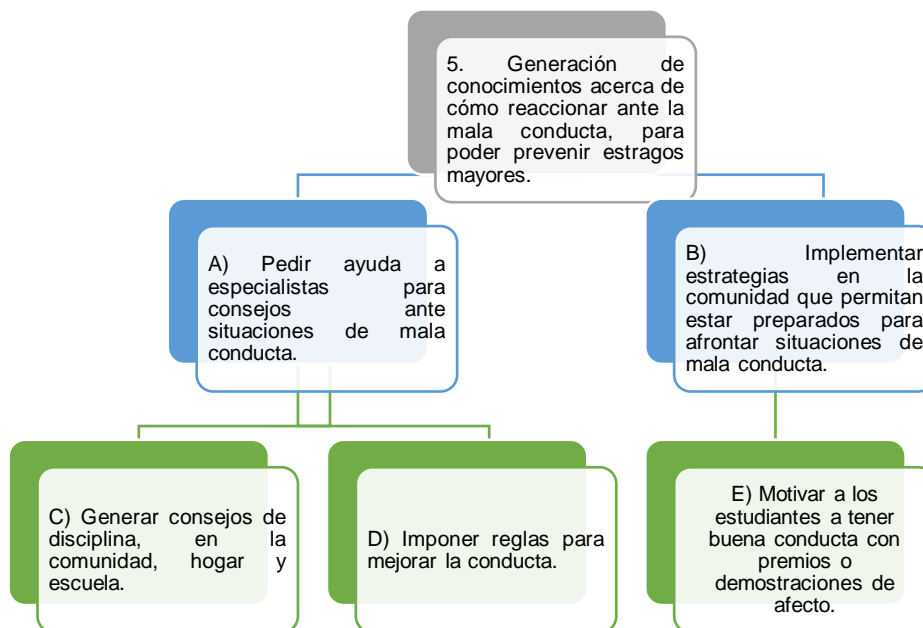 5. Generación de
conocimientos acerca de
cómo reaccionar ante la
mala conducta, para
poder prevenir estragos
mayores.
A) Pedir ayuda a
especialistas para
consejos ante
situaciones de mala
conducta.
B) Implementar
estrategias en la
comunidad que permitan
estar preparados para
afrontar situaciones de
mala conducta.
C) Generar consejos de
disciplina, en la
comunidad, hogar y
escuela.
D) Imponer reglas para
mejorar la conducta.
E) Motivar a los
estudiantes a tener
buena conducta con
premios o
demostraciones de
afecto.